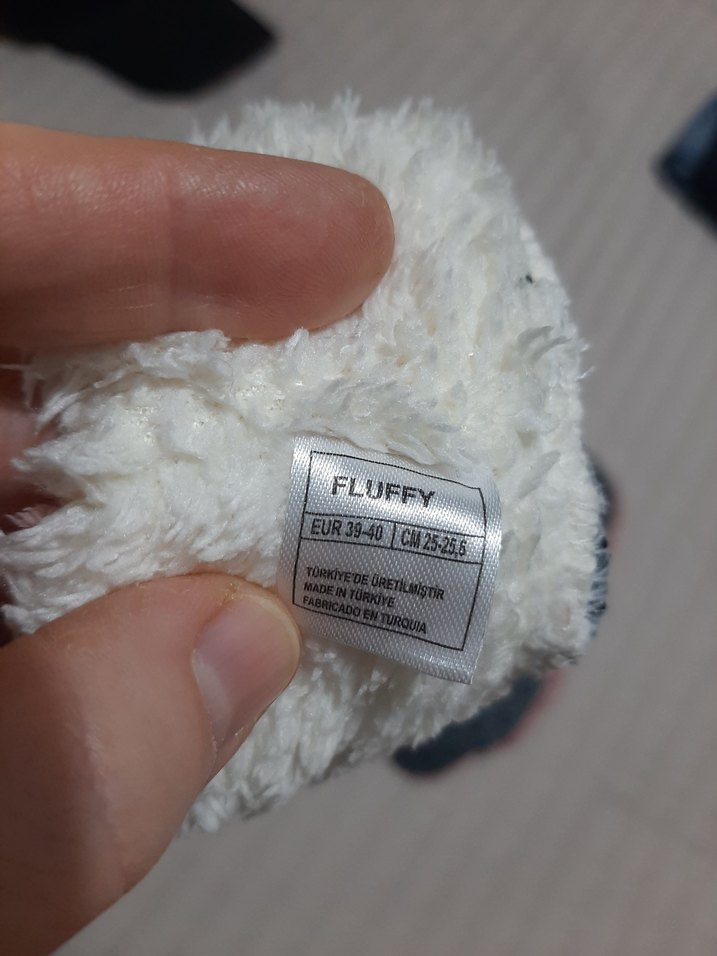 FLUFFY
EUR 39-40 CM 25-25.5
TÜRKİYE'DE ÜRETİLMİŞTİR
MADE IN TÜRKİYE
FABRICADO EN TURQUIA